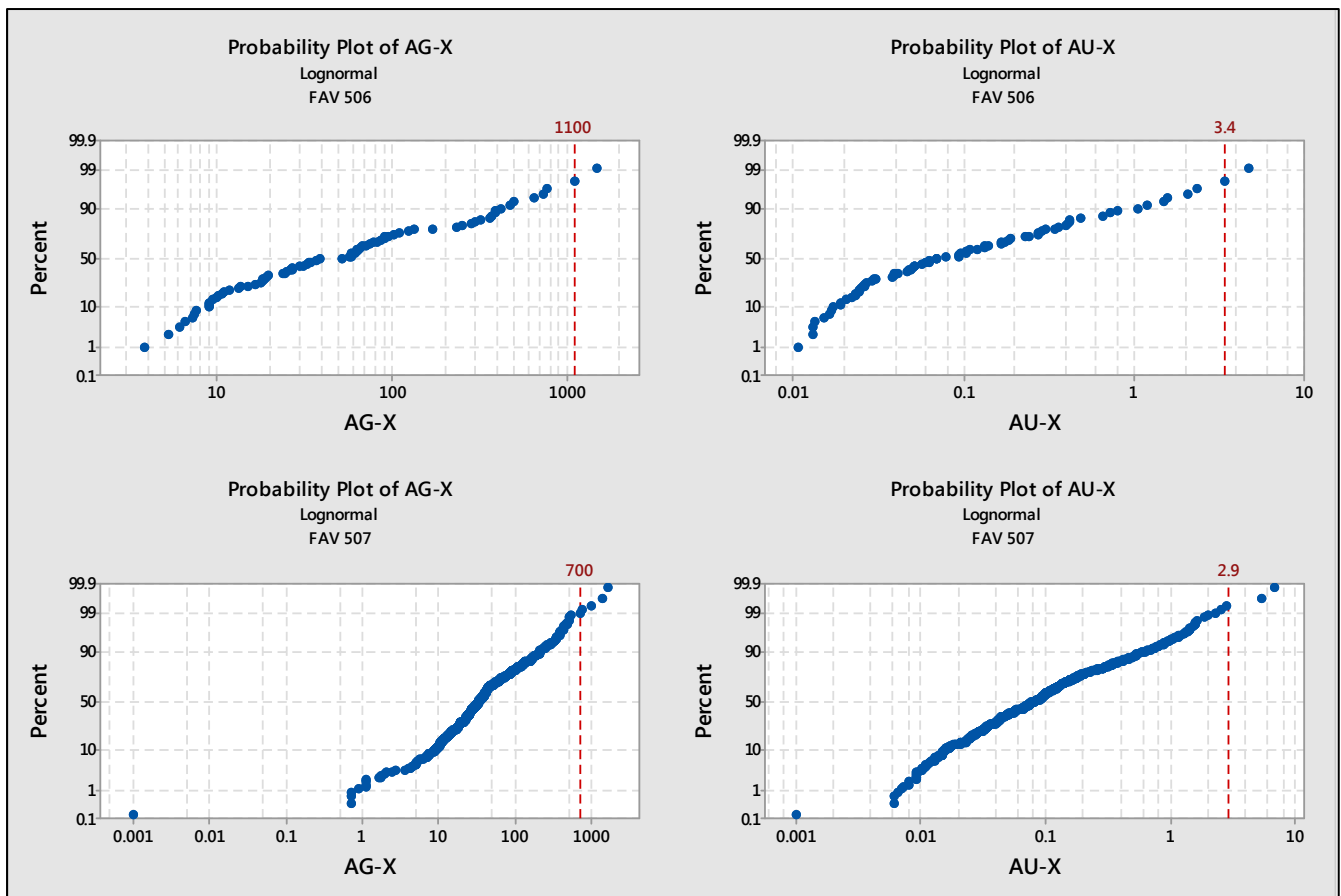 Probability Plot of AG-X
Lognormal
FAV 506
1100
99.9
99
90
50
10
1
0.1
Percent
10 100 1000
AG-X
Probability Plot of AU-X
Lognormal
FAV 506
3.4
99.9
99
90
50
10
1
0.1
Percent
0.01 0.1 1 10
AU-X
Probability Plot of AG-X
Lognormal
FAV 507
700
99.9
99
90
50
10
1
0.1
Percent
0.001 0.01 0.1 1 10 100 1000
AG-X
Probability Plot of AU-X
Lognormal
FAV 507
2.9
99.9
99
90
50
10
1
0.1
Percent
0.001 0.01 0.1 1 10
AU-X